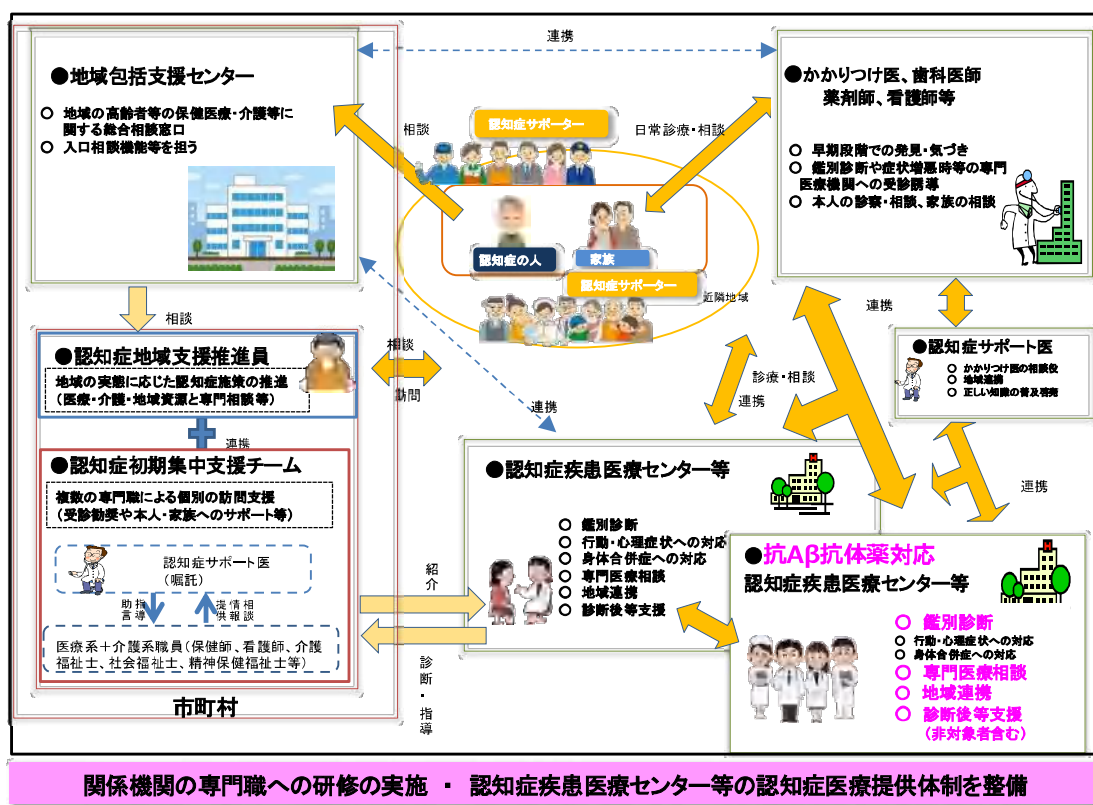 連携
●地域包括支援センター
○ 地域の高齢者等の保健医療・介護等に
関する総合相談窓口
○ 入口相談機能等を担う
相談
認知症サポーター
日常診療・相談
●かかりつけ医、歯科医師
薬剤師、看護師等
○ 早期段階での発見・気づき
○ 鑑別診断や症状増悪時等の専門
医療機関への受診誘導
○ 本人の診察・相談、家族の相談
認知症の人
家族
認知症サポーター
近隣地域
相談
連携
●認知症地域支援推進員
地域の実態に応じた認知症施策の推進
(医療・介護・地域資源と専門相談等)
相談
訪問
連携
診療・相談
連携
●認知症サポート医
○ かかりつけ医の相談役
○ 地域連携
○ 正しい知識の普及啓発
連携
連携
●認知症初期集中支援チーム
複数の専門職による個別の訪問支援
(受診勧奨や本人・家族へのサポート等)
認知症サポート医
(嘱託)
指導
助言
相談
情報
提供
医療系+介護系職員(保健師、看護師、介護
福祉士、社会福祉士、精神保健福祉士等)
市町村
紹介
診断・指導
●認知症疾患医療センター等
○ 鑑別診断
○ 行動・心理症状への対応
○ 身体合併症への対応
○ 専門医療相談
○ 地域連携
○ 診断後等支援
●抗Aβ抗体薬対応
認知症疾患医療センター等
○ 鑑別診断
○ 行動・心理症状への対応
○ 身体合併症への対応
○ 専門医療相談
○ 地域連携
○ 診断後等支援
(非対象者含む)
関係機関の専門職への研修の実施 ・ 認知症疾患医療センター等の認知症医療提供体制を整備